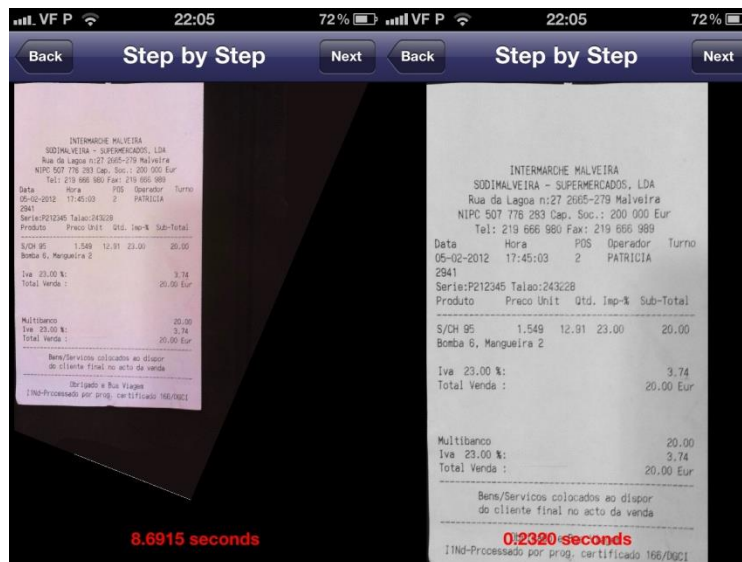 VF P 22:05 72%
Back Step by Step Next
INTERMARCHE MALVEIRA
SODIMALVEIRA - SUPERMERCADOS, LDA
Rua da Lagoa n:27 2665-279 Malveira
NIPC 507 776 293 Cap. Soc.: 200 000 Eur
Tel: 219 666 980 Fax: 219 666 989
Data Hora POS Operador Turno
05-02-2012 17:45:03 2 PATRICIA
2941
Serie:P212345 Talao:243228
Produto Preco Unit Qtd. Imp-% Sub-Total
S/CH 95 1.549 12.91 23.00 20.00
Bomba 6, Mangueira 2
Iva 23.00 %: 3.74
Total Venda : 20.00 Eur
Multibanco 20.00
Iva 23.00 %: 3.74
Total Venda : 20.00 Eur
Bens/Servicos colocados ao dispor
do cliente final no acto da venda
Obrigado e Boa Viagem
IINd-Processado por prog. certificado 166/DGCI
8.6915 seconds
VF P 22:05 72%
Back Step by Step Next
INTERMARCHE MALVEIRA
SODIMALVEIRA - SUPERMERCADOS, LDA
Rua da Lagoa n:27 2665-279 Malveira
NIPC 507 776 293 Cap. Soc.: 200 000 Eur
Tel: 219 666 980 Fax: 219 666 989
Data Hora POS Operador Turno
05-02-2012 17:45:03 2 PATRICIA
2941
Serie:P212345 Talao:243228
Produto Preco Unit Qtd. Imp-% Sub-Total
S/CH 95 1.549 12.91 23.00 20.00
Bomba 6, Mangueira 2
Iva 23.00 %: 3.74
Total Venda : 20.00 Eur
Multibanco 20.00
Iva 23.00 %: 3.74
Total Venda : 20.00 Eur
Bens/Servicos colocados ao dispor
do cliente final no acto da venda
0.2320 seconds
IINd-Processado por prog. certificado 166/DGCI